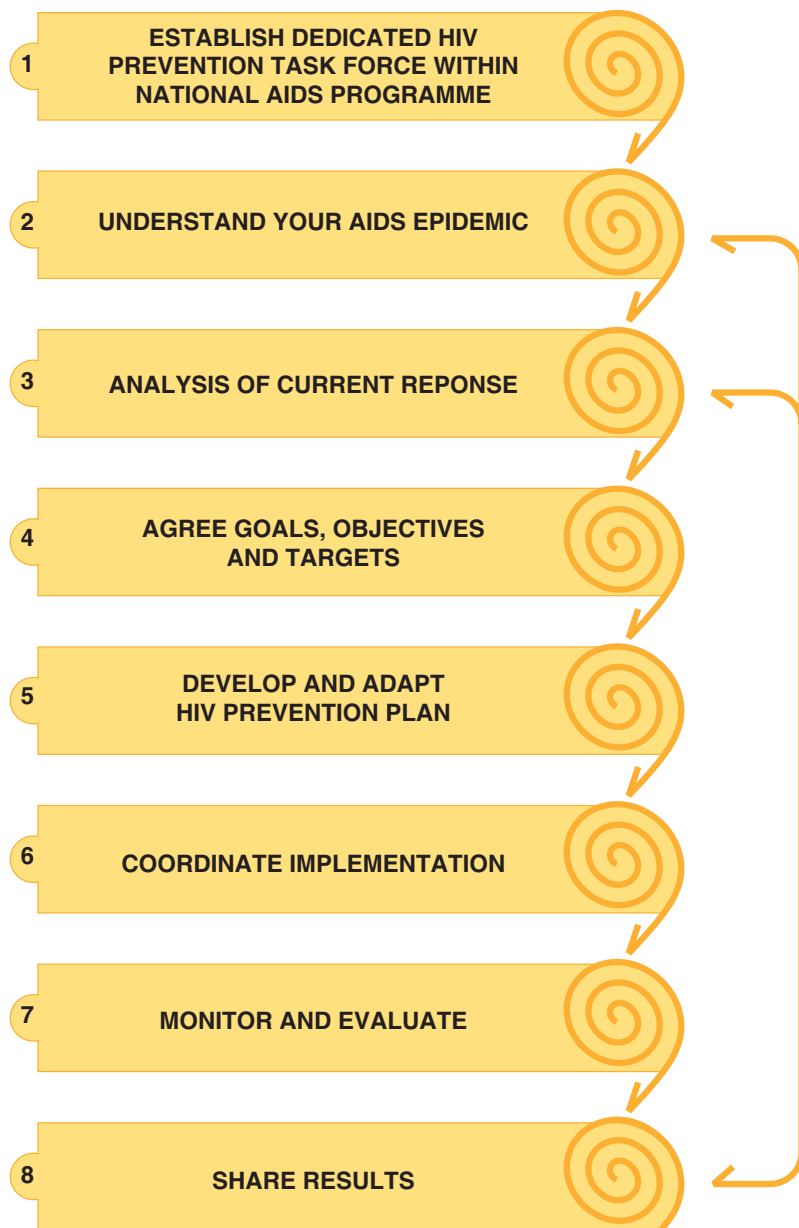 1
ESTABLISH DEDICATED HIV
PREVENTION TASK FORCE WITHIN
NATIONAL AIDS PROGRAMME
2
UNDERSTAND YOUR AIDS EPIDEMIC
3
ANALYSIS OF CURRENT REPONSE
4
AGREE GOALS, OBJECTIVES
AND TARGETS
5
DEVELOP AND ADAPT
HIV PREVENTION PLAN
6
COORDINATE IMPLEMENTATION
7
MONITOR AND EVALUATE
8
SHARE RESULTS